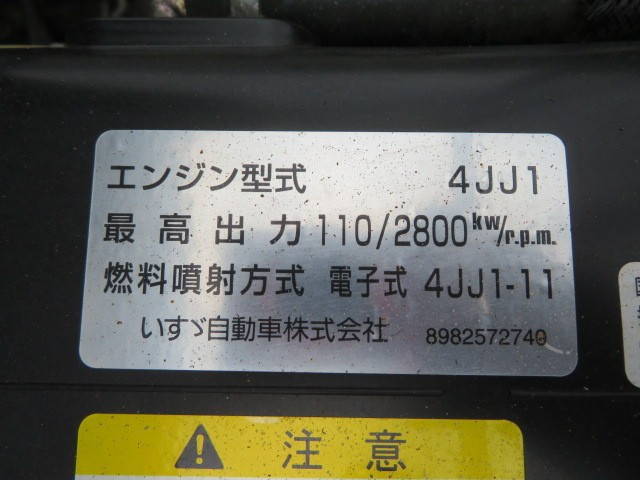 エンジン型式 4JJ1
最高出力 110/2800 kw/r.p.m.
燃料噴射方式 電子式 4JJ1-11
いすゞ自動車株式会社 8982572740
注意